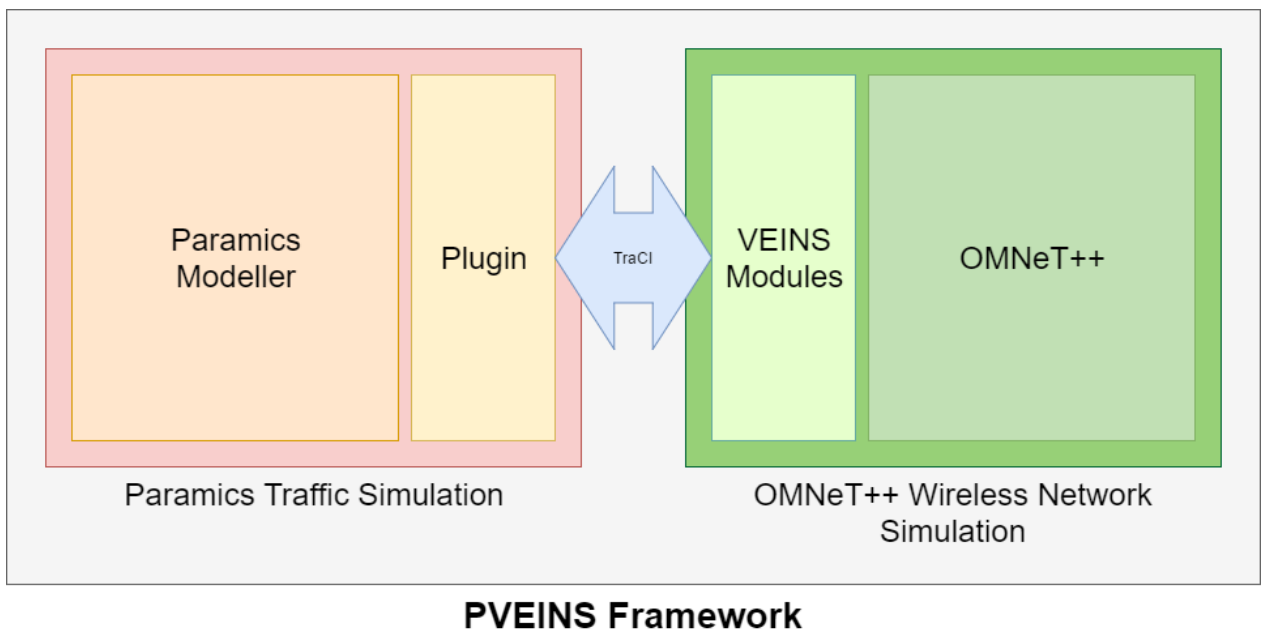 Paramics
Modeller
Plugin
TraCI
VEINS
Modules
OMNeT++
Paramics Traffic Simulation
OMNeT++ Wireless Network
Simulation
PVEINS Framework